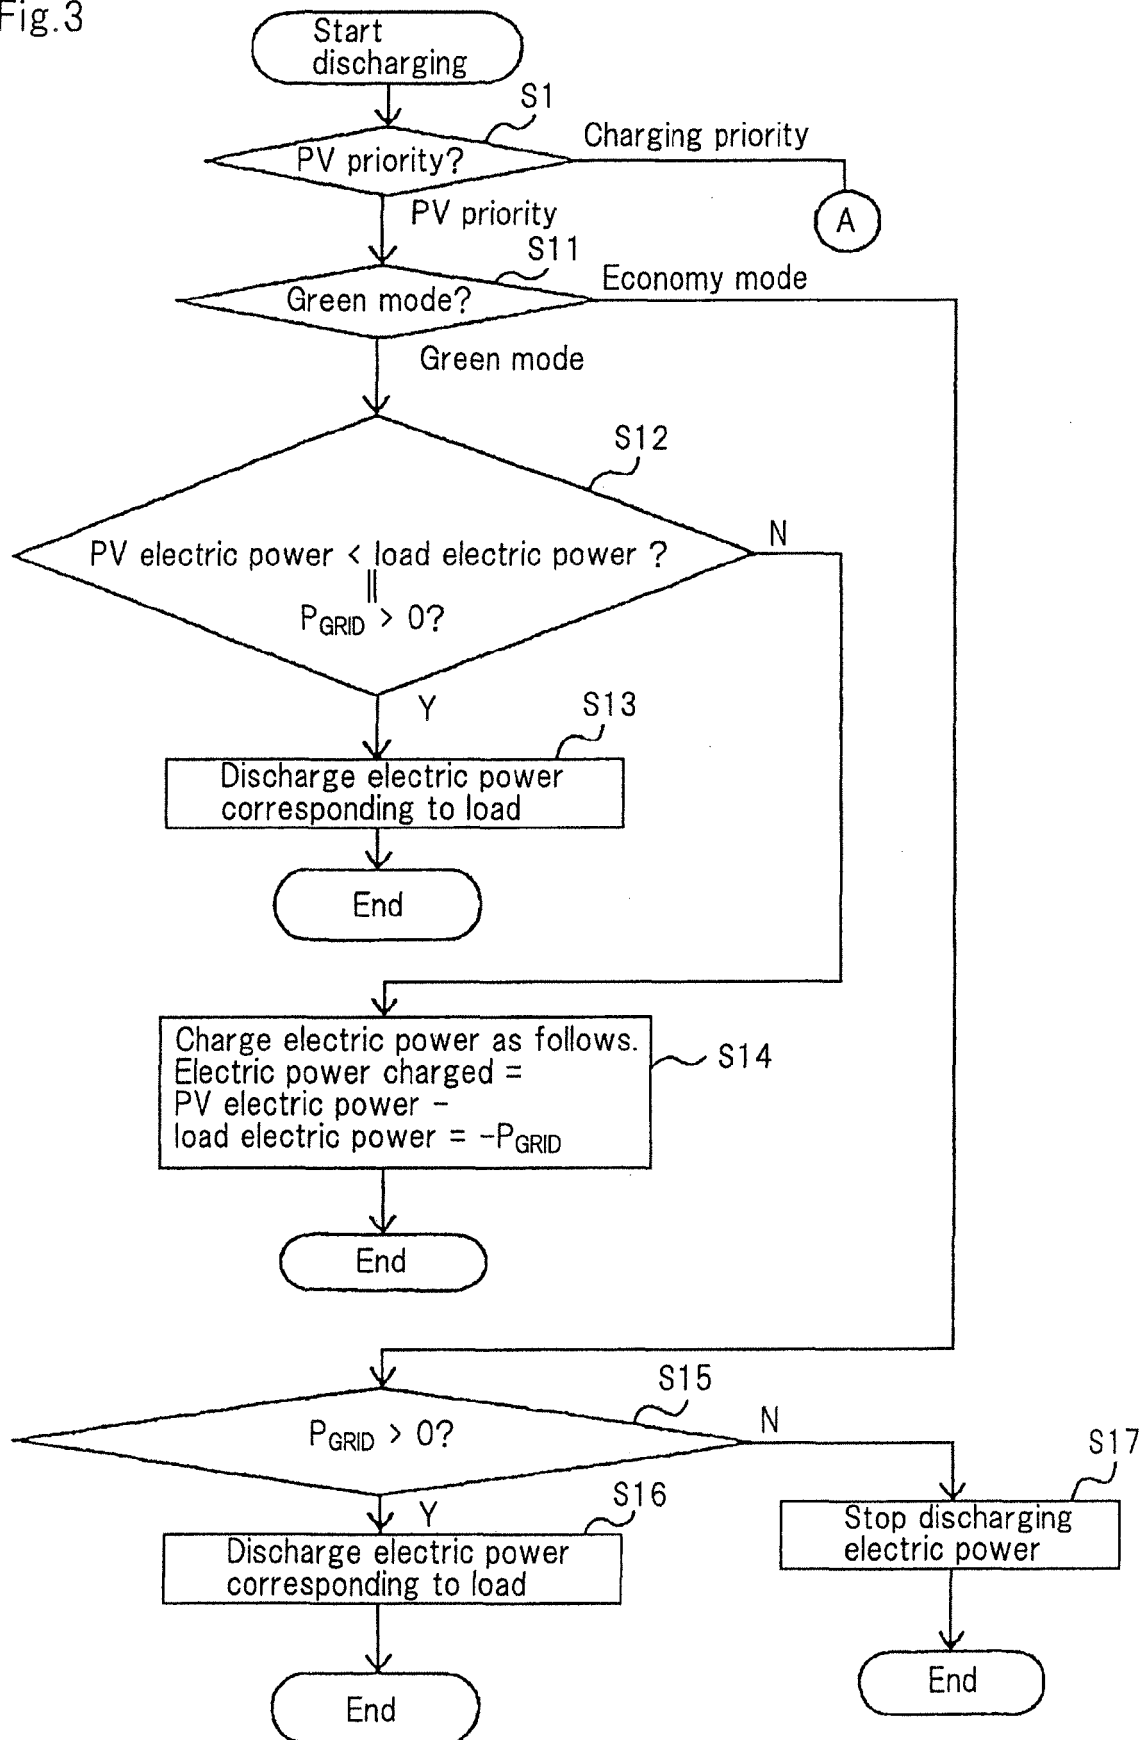 Fig.3
Start
discharging
S1
Charging priority
PV priority?
A
PV priority
S11
Economy mode
Green mode?
Green mode
S12
N
PV electric power < load electric power ?
||
PGRID > 0?
Y
S13
Discharge electric power
corresponding to load
End
Charge electric power as follows.
Electric power charged =
PV electric power -
load electric power = -PGRID
S14
End
S15
PGRID > 0?
N
S17
Y
S16
Stop discharging
electric power
Discharge electric power
corresponding to load
End
End